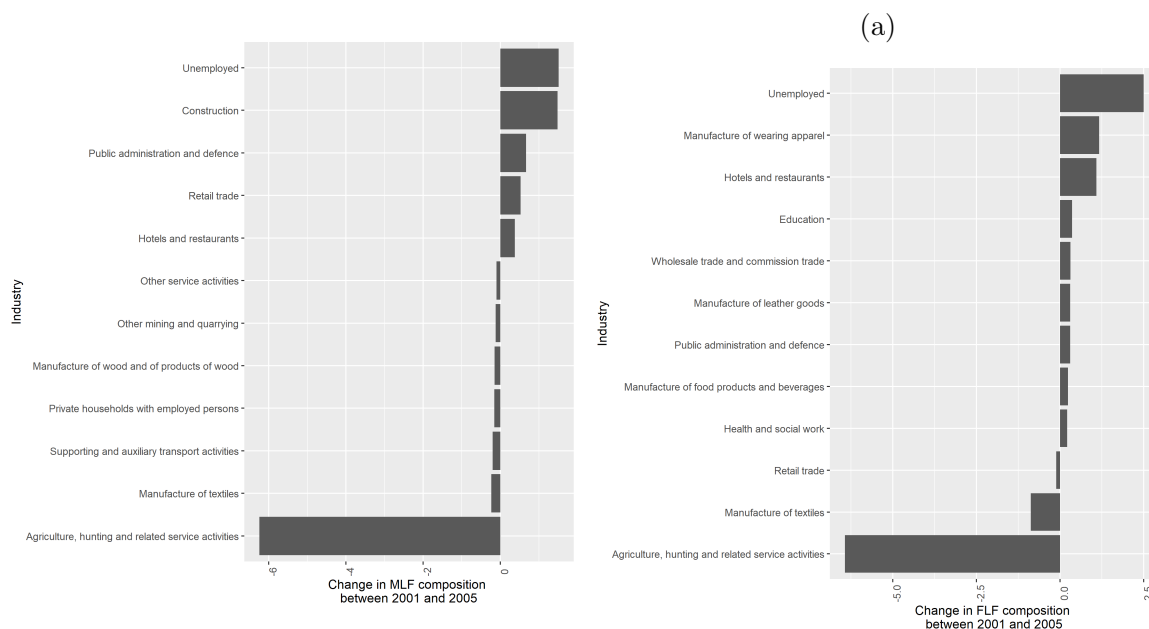 (a)
Industry
Unemployed
Construction
Public administration and defence
Retail trade
Hotels and restaurants
Other service activities
Other mining and quarrying
Manufacture of wood and of products of wood
Private households with employed persons
Supporting and auxiliary transport activities
Manufacture of textiles
Agriculture, hunting and related service activities
-6
-4
-2
0
Change in MLF composition
between 2001 and 2005
Industry
Unemployed
Manufacture of wearing apparel
Hotels and restaurants
Education
Wholesale trade and commission trade
Manufacture of leather goods
Public administration and defence
Manufacture of food products and beverages
Health and social work
Retail trade
Manufacture of textiles
Agriculture, hunting and related service activities
-5.0
-2.5
0.0
2.5
Change in FLF composition
between 2001 and 2005